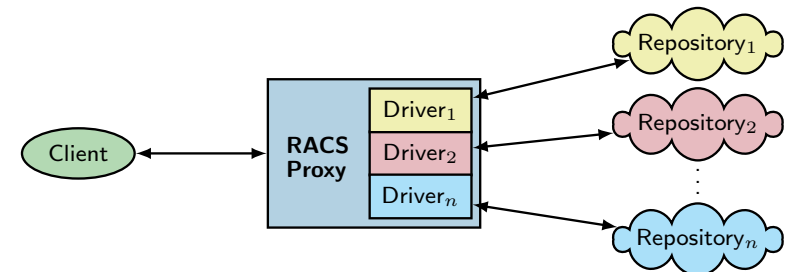 Repository₁
Driver₁
Repository₂
Client
RACS
Proxy
Driver₂
Driverₙ
Repositoryₙ